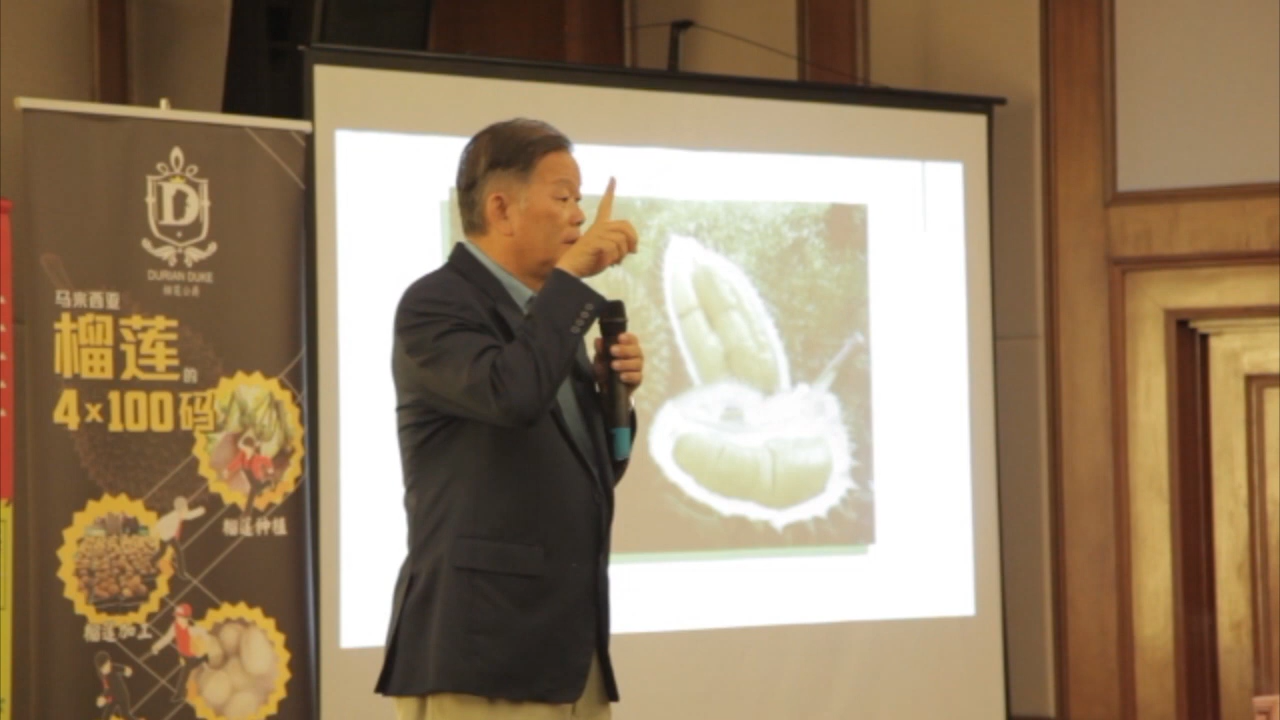 D
DURIAN DUKE
榴莲公爵
马来西亚
榴莲的
4×100码
榴莲种植
榴莲加工